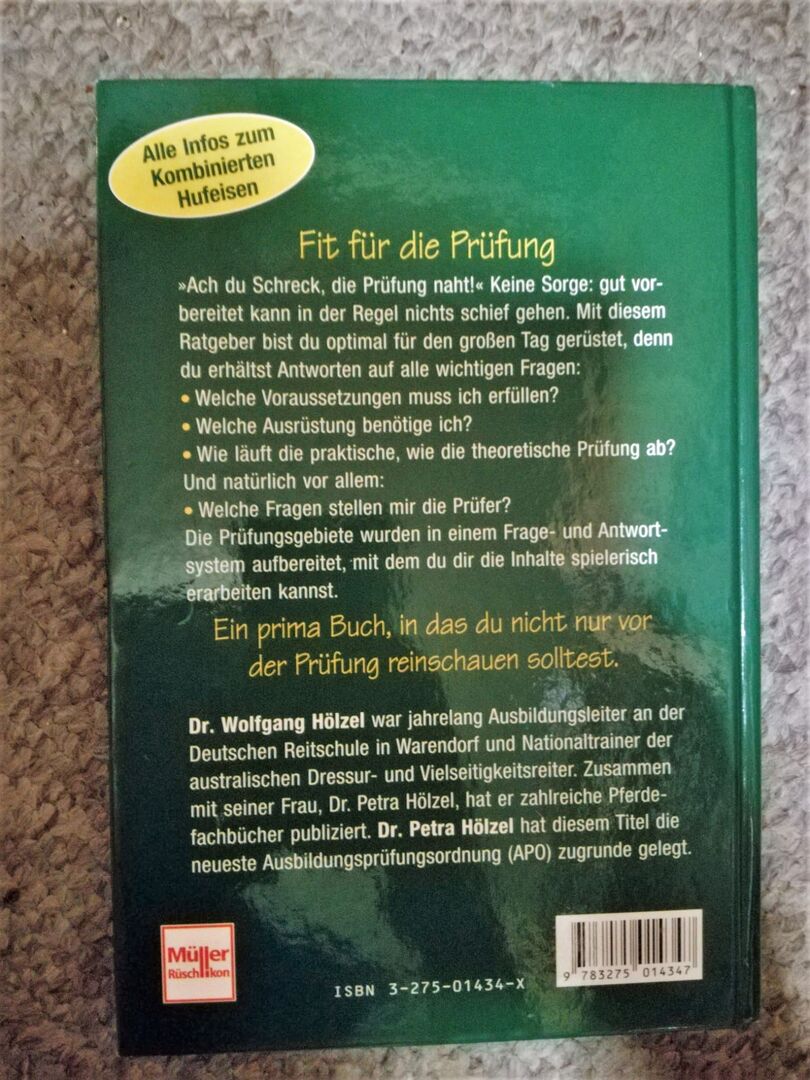 Alle Infos zum
Kombinierten
Hufeisen
Fit für die Prüfung
»Ach du Schreck, die Prüfung naht!« Keine Sorge: gut vor-
bereitet kann in der Regel nichts schief gehen. Mit diesem
Ratgeber bist du optimal für den großen Tag gerüstet, denn
du erhältst Antworten auf alle wichtigen Fragen:
• Welche Voraussetzungen muss ich erfüllen?
• Welche Ausrüstung benötige ich?
• Wie läuft die praktische, wie die theoretische Prüfung ab?
Und natürlich vor allem:
• Welche Fragen stellen mir die Prüfer?
Die Prüfungsgebiete wurden in einem Frage- und Antwort-
system aufbereitet, mit dem du dir die Inhalte spielerisch
erarbeiten kannst.
Ein prima Buch, in das du nicht nur vor
der Prüfung reinschauen solltest.
Dr. Wolfgang Hölzel war jahrelang Ausbildungsleiter an der
Deutschen Reitschule in Warendorf und Nationaltrainer der
australischen Dressur- und Vielseitigkeitsreiter. Zusammen
mit seiner Frau, Dr. Petra Hölzel, hat er zahlreiche Pferde-
fachbücher publiziert. Dr. Petra Hölzel hat diesem Titel die
neueste Ausbildungsprüfungsordnung (APO) zugrunde gelegt.
Müller
Rüschlikon
ISBN 3-275-01434-X
9 783275 014347